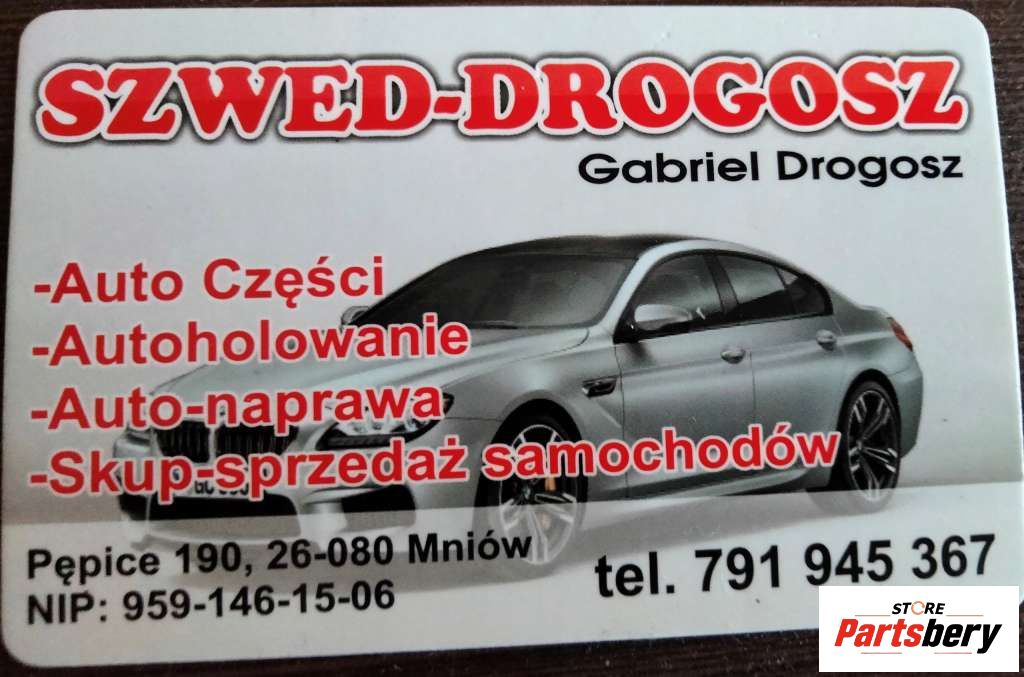 SZWED-DROGOSZ
Gabriel Drogosz
-Auto Części
-Autoholowanie
-Auto-naprawa
-Skup-sprzedaż samochodów
Pępice 190, 26-080 Mniów
NIP: 959-146-15-06
tel. 791 945 367
STORE
Partsbery